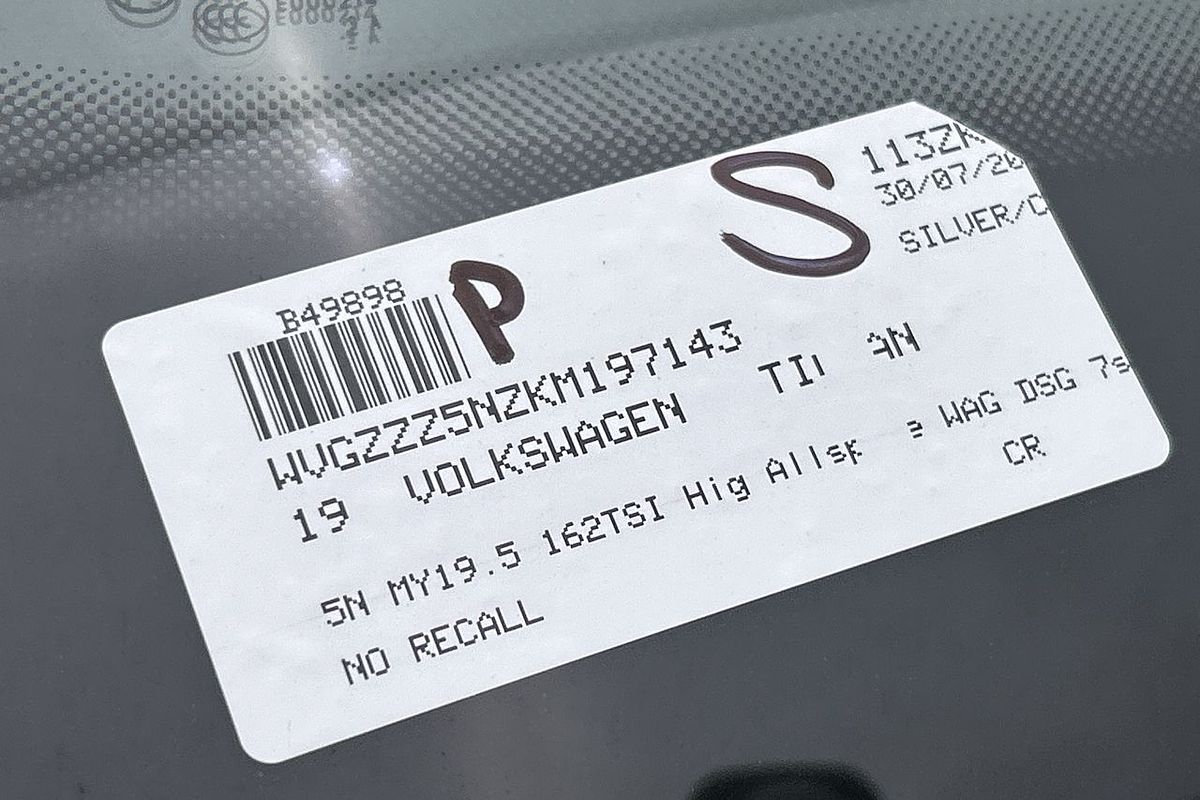 113ZK
30/07/20
SILVER/C
B49898 P S
WVGZZZ5NZKM197143
19 VOLKSWAGEN
5N MY19.5 162TSI Hig WAG DSG 7s
CR
NO RECALL